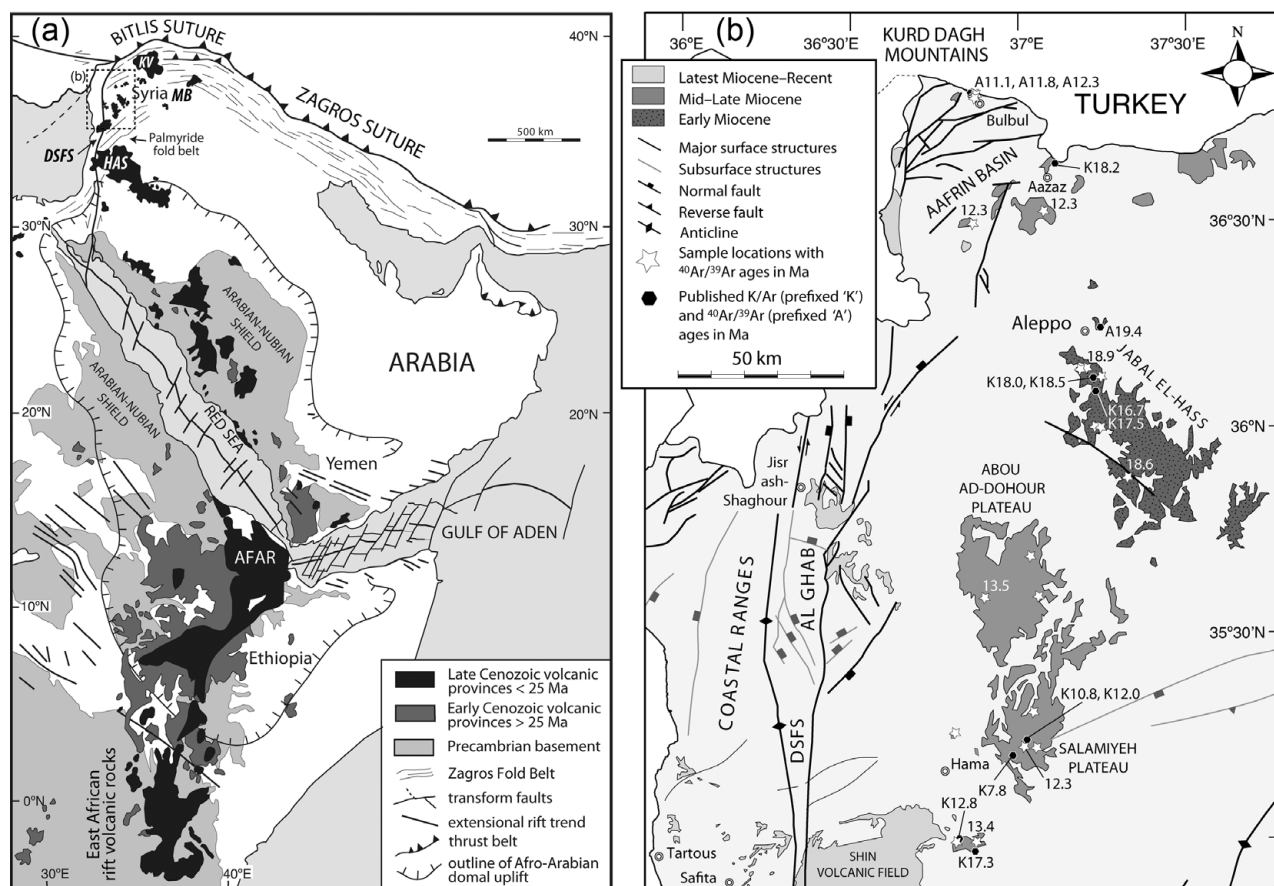 (a)
BITLIS SUTURE
40°N
KV
(b)
Syria MB
ZAGROS SUTURE
500 km
Palmyride
fold belt
DSFS
HAS
30°N
ARABIAN-NUBIAN
SHIELD
ARABIAN-NUBIAN
SHIELD
ARABIA
RED SEA
20°N
Yemen
GULF OF ADEN
AFAR
10°N
Ethiopia
East African
rift volcanic rocks
0°N
30°E
40°E
Late Cenozoic volcanic
provinces < 25 Ma
Early Cenozoic volcanic
provinces > 25 Ma
Precambrian basement
Zagros Fold Belt
transform faults
extensional rift trend
thrust belt
outline of Afro-Arabian
domal uplift
(b)
36°E
36°30'E
37°E
37°30'E
N
KURD DAGH
MOUNTAINS
Latest Miocene–Recent
Mid–Late Miocene
Early Miocene
Major surface structures
Subsurface structures
Normal fault
Reverse fault
Anticline
Sample locations with
⁴⁰Ar/³⁹Ar ages in Ma
Published K/Ar (prefixed ‘K’)
and ⁴⁰Ar/³⁹Ar (prefixed ‘A’)
ages in Ma
50 km
A11.1, A11.8, A12.3
TURKEY
Bulbul
K18.2
AAFRIN BASIN
Aazaz
12.3
12.3
36°30'N
Aleppo
A19.4
18.9
JABAL EL-HASS
K18.0, K18.5
K16.7
K17.5
36°N
18.6
Jisr
ash-
Shaghour
ABOU
AD-DOHOUR
PLATEAU
COASTAL RANGES
AL GHAB
13.5
35°30'N
K10.8, K12.0
DSFS
SALAMIYEH
PLATEAU
Hama
K7.8
12.3
K12.8
13.4
K17.3
Tartous
Safita
SHIN
VOLCANIC FIELD